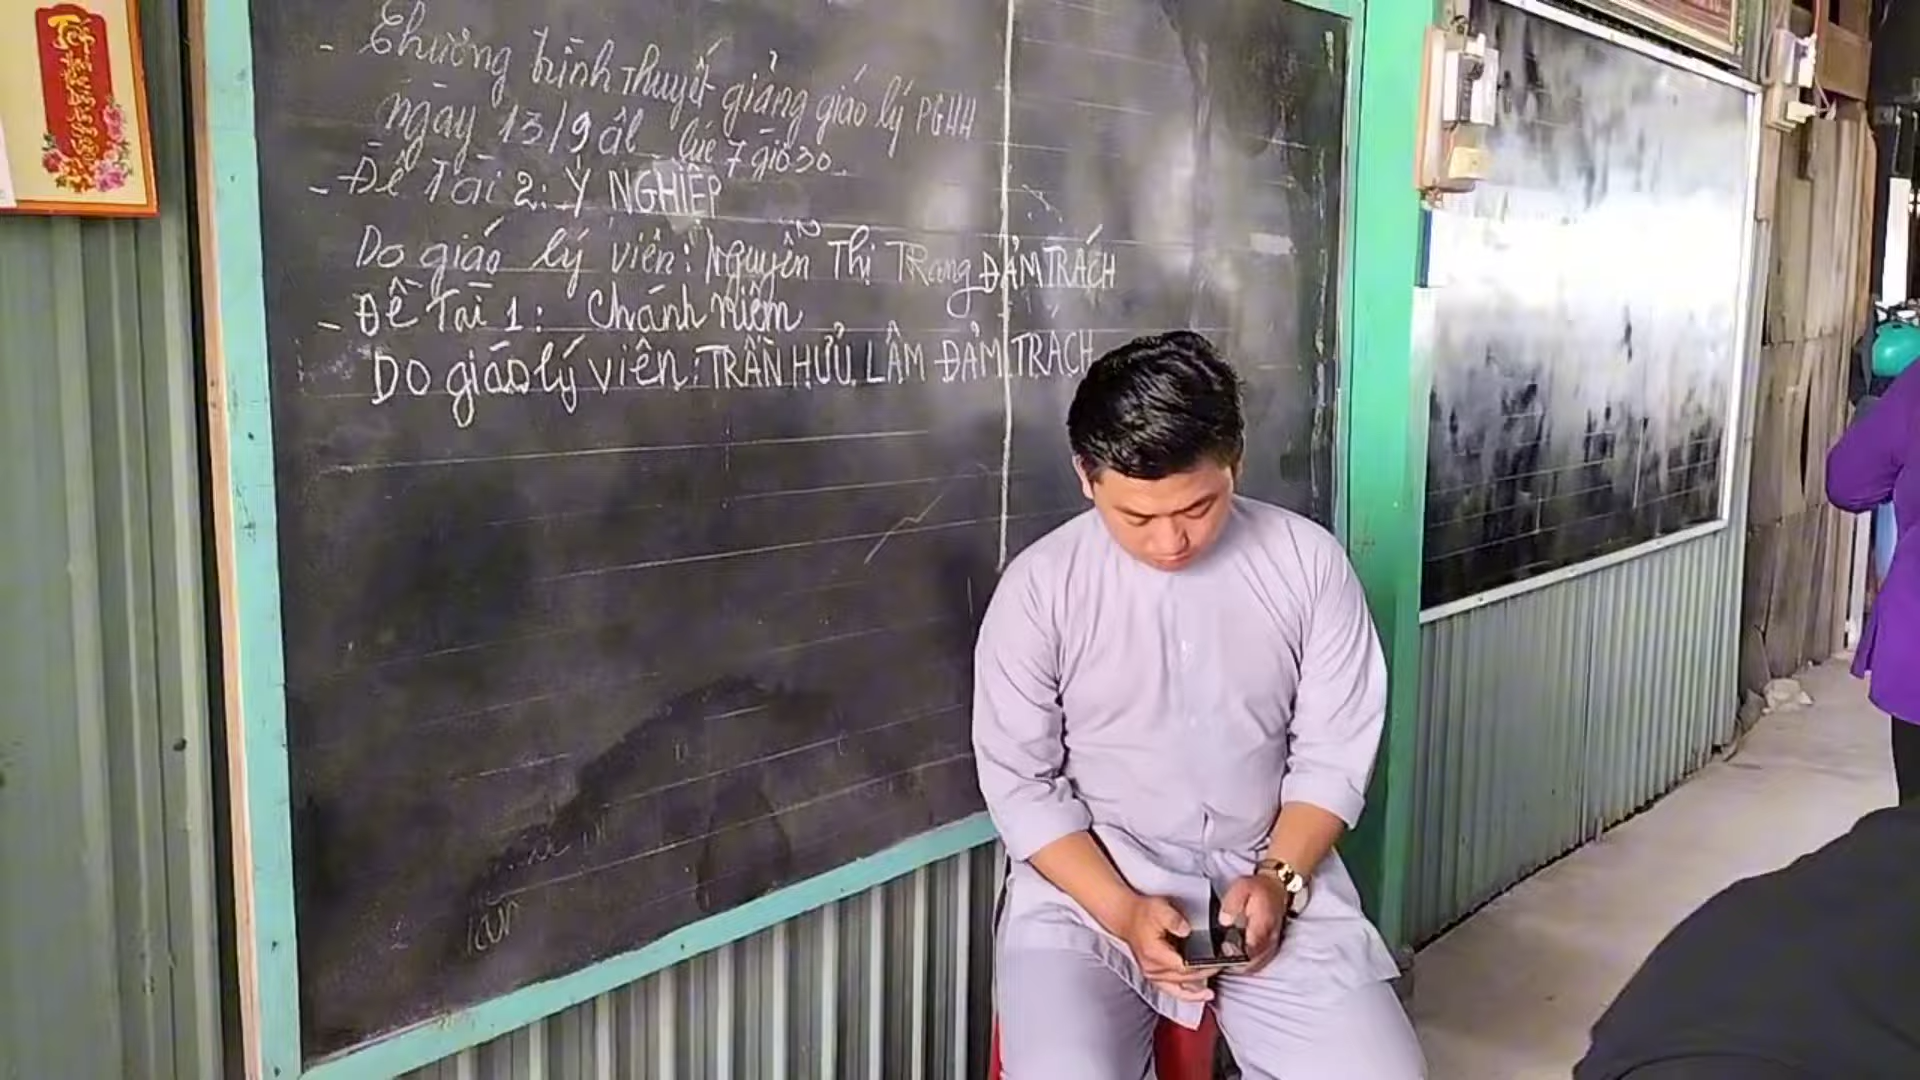 - Chương trình Thuyết giảng giáo lý PGHH
ngày 13/9 âl lúc 7 giờ 30
- Đề Tài 2: Ý NGHIỆP
Do giáo lý viên: Nguyễn Thị Trang ĐẢM TRÁCH
- Đề Tài 1: Chánh niệm
Do giáo lý viên: TRẦN HỬU LÂM ĐẢM TRÁCH